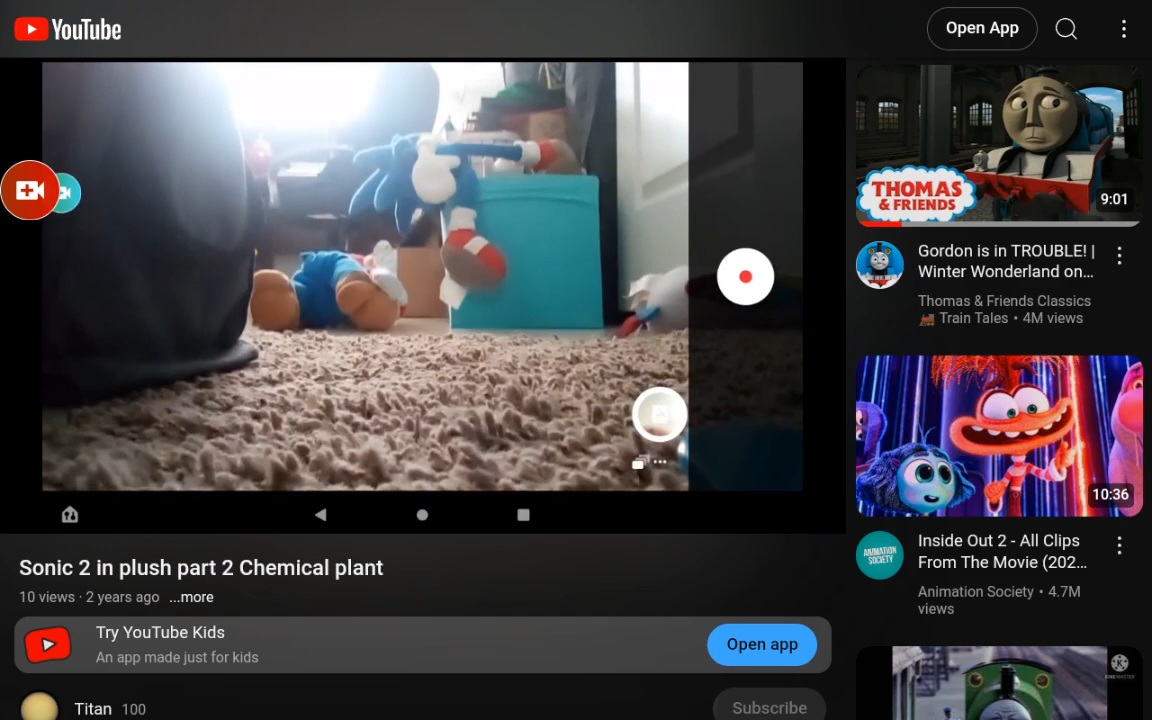 YouTube
Open App
THOMAS
& FRIENDS
9:01
Gordon is in TROUBLE! |
Winter Wonderland on...
Thomas & Friends Classics
🚂 Train Tales • 4M views
10:36
ANIMATION
SOCIETY
Inside Out 2 - All Clips
From The Movie (202...
Animation Society • 4.7M
views
KINEMASTER
Sonic 2 in plush part 2 Chemical plant
10 views · 2 years ago ...more
Try YouTube Kids
An app made just for kids
Open app
Titan 100
Subscribe